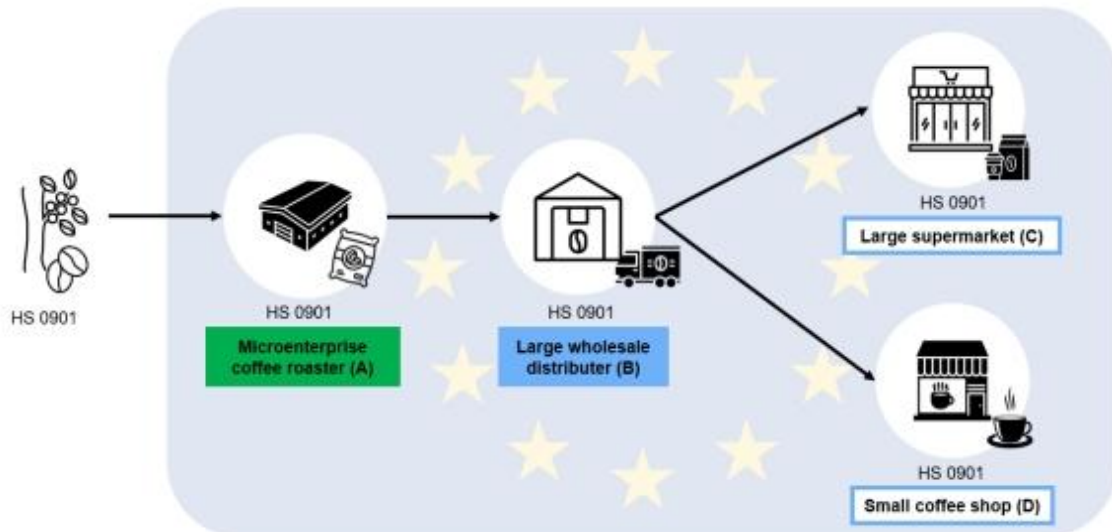 HS 0901
HS 0901
Microenterprise
coffee roaster (A)
HS 0901
Large wholesale
distributer (B)
HS 0901
Large supermarket (C)
HS 0901
Small coffee shop (D)